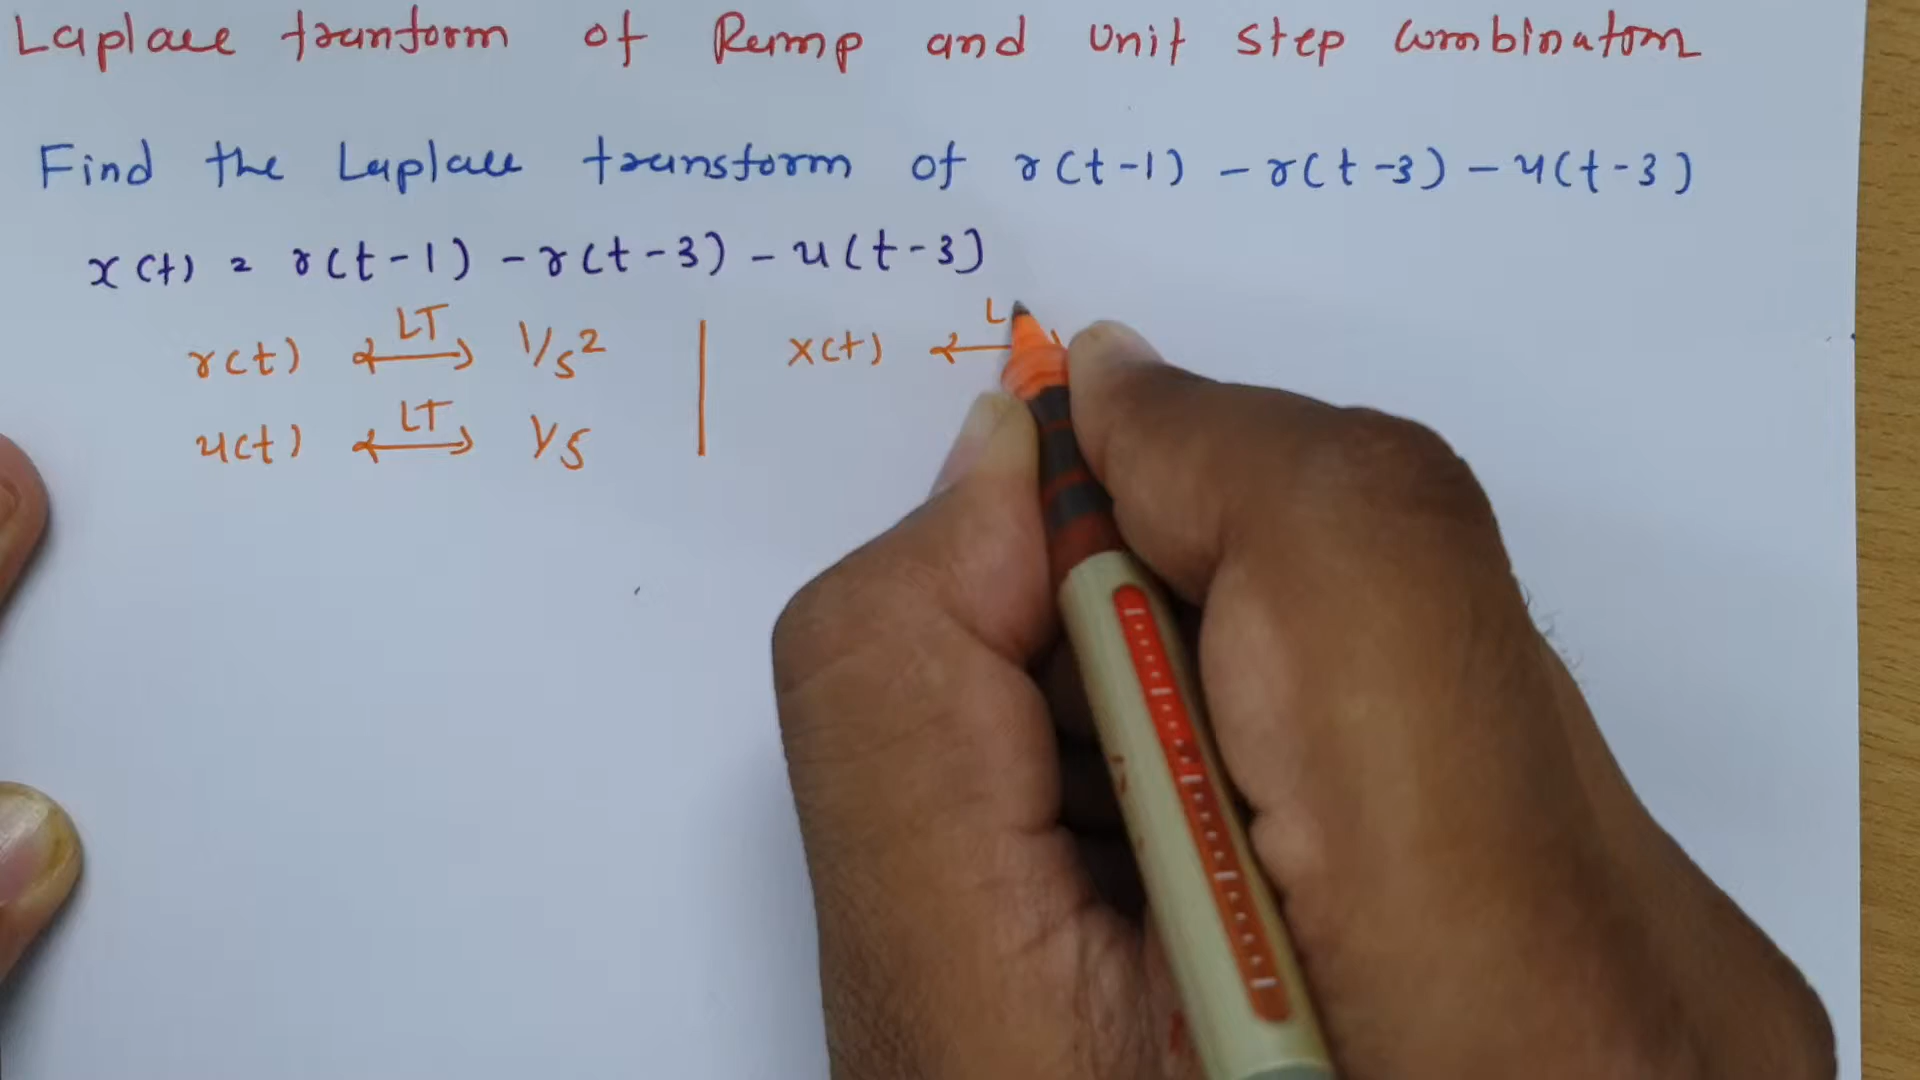 Laplace transform of Ramp and Unit step combination
Find the Laplace transform of r(t-1) - r(t-3) - u(t-3)
x(t) = r(t-1) - r(t-3) - u(t-3)
r(t) ⟷ LT 1/s² | x(t) ⟷ L
u(t) ⟷ LT 1/s